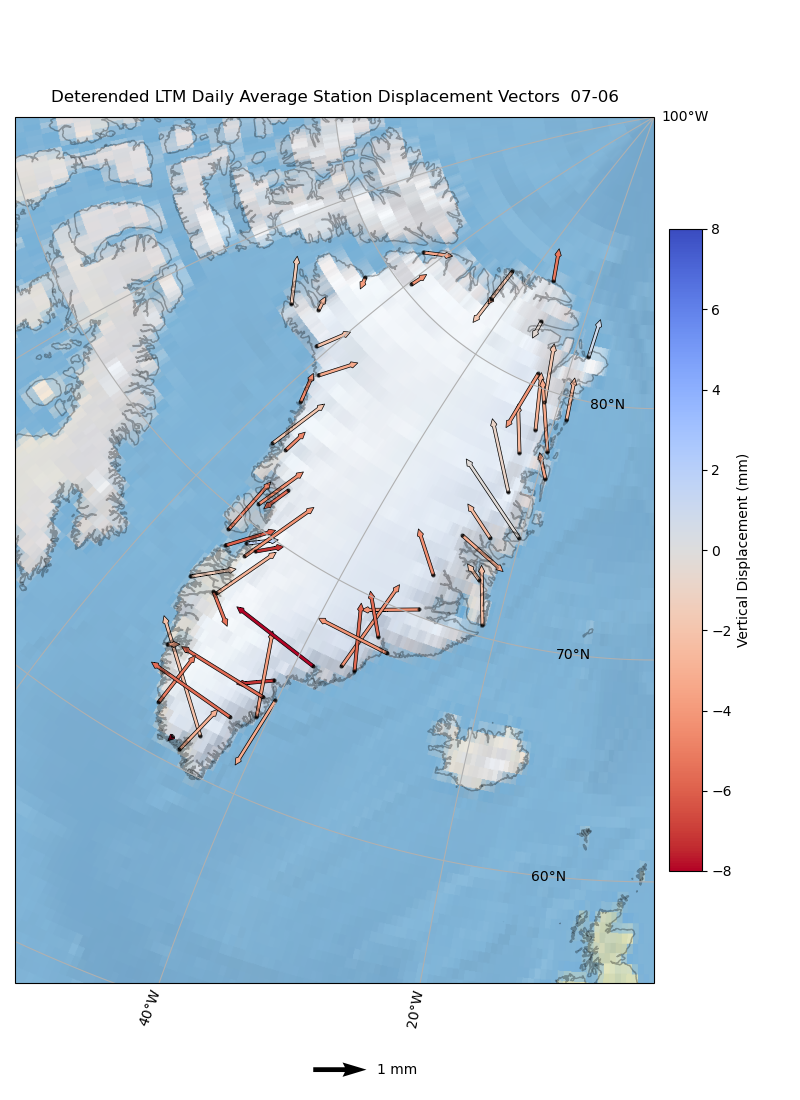 Deterended LTM Daily Average Station Displacement Vectors  07-06
100°W
8
6
4
2
0
−2
−4
−6
−8
Vertical Displacement (mm)
80°N
70°N
60°N
40°W
20°W
1 mm